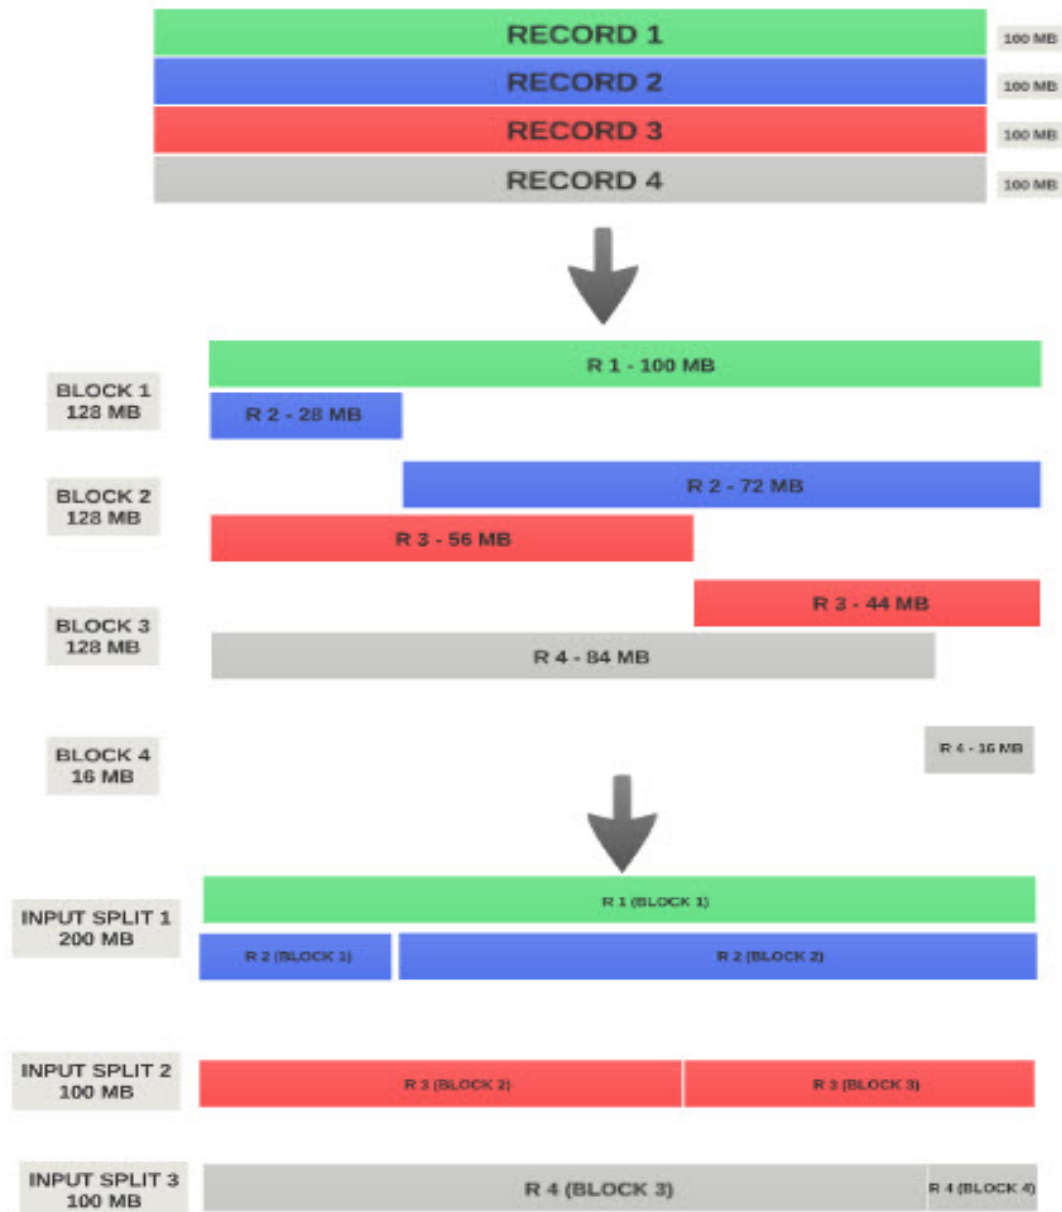 RECORD 1
100 MB
RECORD 2
100 MB
RECORD 3
100 MB
RECORD 4
100 MB
BLOCK 1
128 MB
R 1 - 100 MB
R 2 - 28 MB
BLOCK 2
128 MB
R 2 - 72 MB
R 3 - 56 MB
BLOCK 3
128 MB
R 3 - 44 MB
R 4 - 84 MB
BLOCK 4
16 MB
R 4 - 16 MB
INPUT SPLIT 1
200 MB
R 1 (BLOCK 1)
R 2 (BLOCK 1)
R 2 (BLOCK 2)
INPUT SPLIT 2
100 MB
R 3 (BLOCK 2)
R 3 (BLOCK 3)
INPUT SPLIT 3
100 MB
R 4 (BLOCK 3)
R 4 (BLOCK 4)